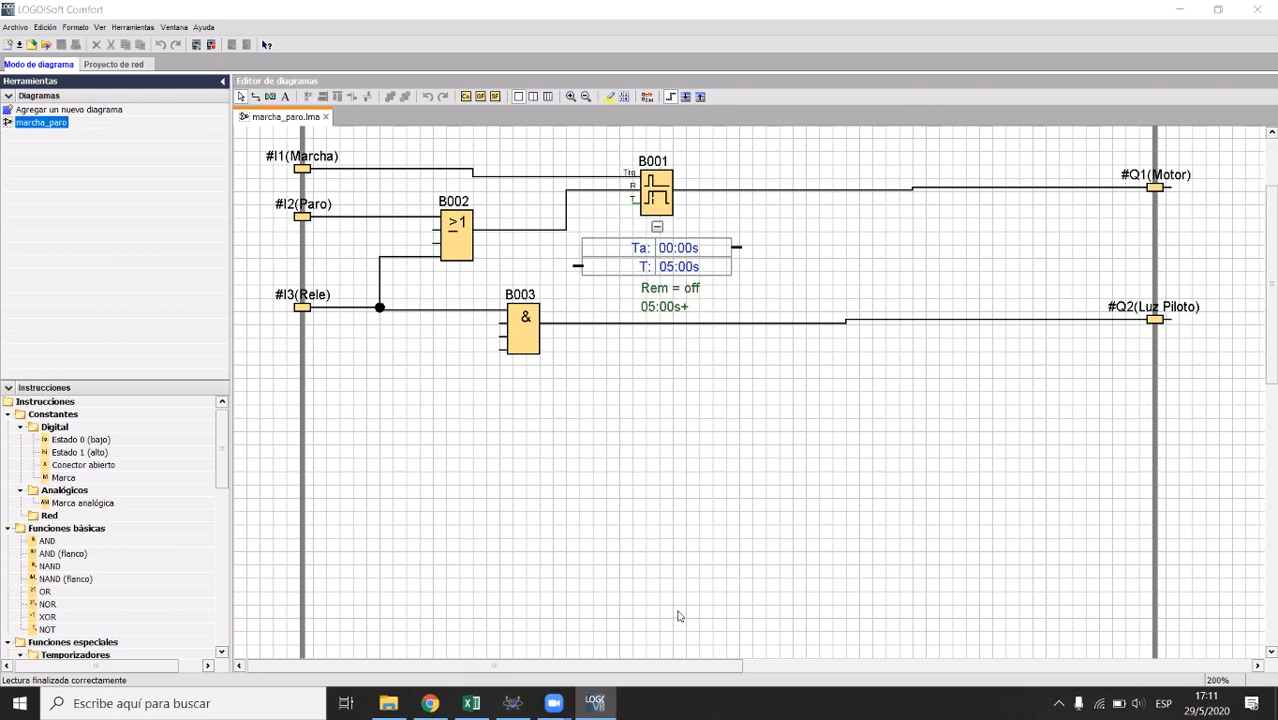 LOGO!Soft Comfort
Archivo Edición Formato Ver Herramientas Ventana Ayuda
Modo de diagrama Proyecto de red
Herramientas
Diagramas
Agregar un nuevo diagrama
marcha_paro
Editor de diagramas
marcha_paro.lma
#I1(Marcha)
B001
Trg
R
T
#Q1(Motor)
#I2(Paro)
B002
>1
Ta: 00:00s
T: 05:00s
Rem = off
05:00s+
#I3(Rele)
B003
&
#Q2(Luz Piloto)
Instrucciones
Instrucciones
Constantes
Digital
Estado 0 (bajo)
Estado 1 (alto)
Conector abierto
Marca
Analógicos
Marca analógica
Red
Funciones básicas
AND
AND (flanco)
NAND
NAND (flanco)
OR
NOR
XOR
NOT
Funciones especiales
Temporizadores
Lectura finalizada correctamente
200%
Escribe aquí para buscar
ESP
17:11
29/5/2020